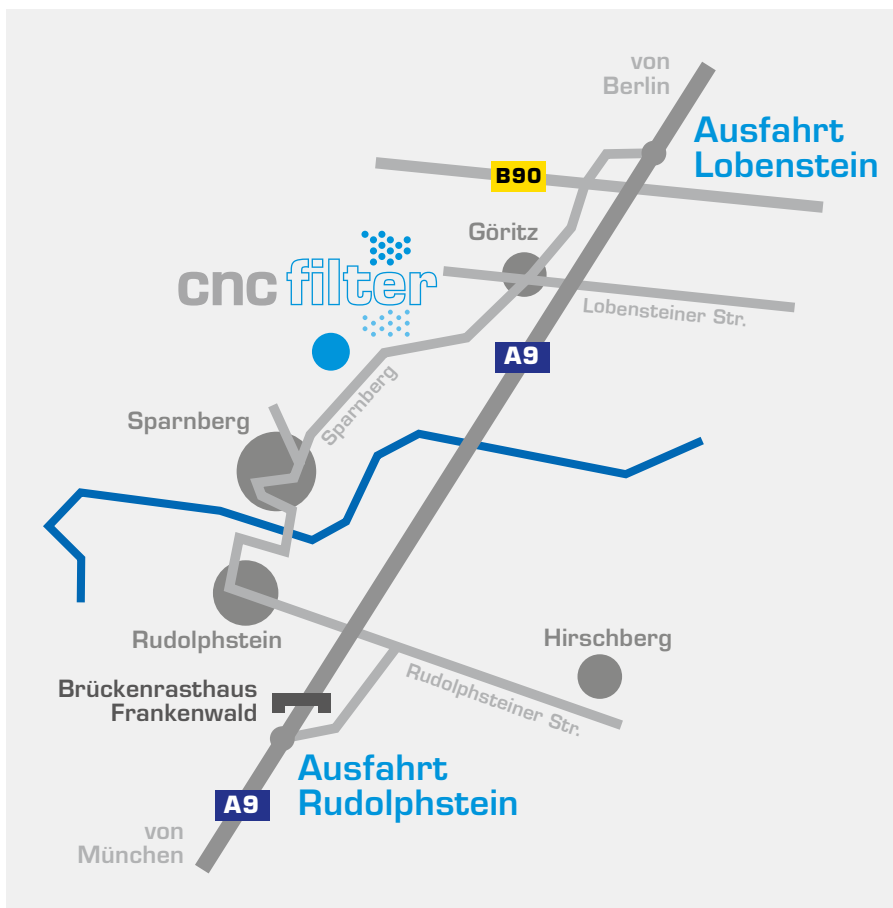 von
Berlin
Ausfahrt
Lobenstein
B90
Göritz
cnc filter
Lobensteiner Str.
A9
Sparnberg
Sparnberg
Rudolphstein
Hirschberg
Rudolphsteiner Str.
Brückenrasthaus
Frankenwald
Ausfahrt
Rudolphstein
A9
von
München